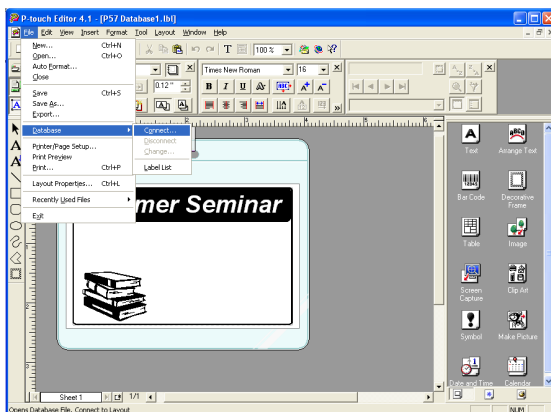 P-touch Editor 4.1 - [P57 Database1.lbl]
File Edit View Insert Format Tool Layout Window Help
New... Ctrl+N
Open... Ctrl+O
Auto Format...
Close
Save Ctrl+S
Save As...
Export...
Database
Printer/Page Setup...
Print Preview
Print... Ctrl+P
Layout Properties... Ctrl+L
Recently Used Files
Exit
Connect...
Disconnect
Change...
Label List
100 %
Times New Roman 16
0.12 "
B I U
mer Seminar
Text
Arrange Text
Bar Code
Decorative Frame
Table
Image
Screen Capture
Clip Art
Symbol
Make Picture
Date and Time
Calendar
Sheet 1 1/1
Opens Database File, Connect to Layout
NUM